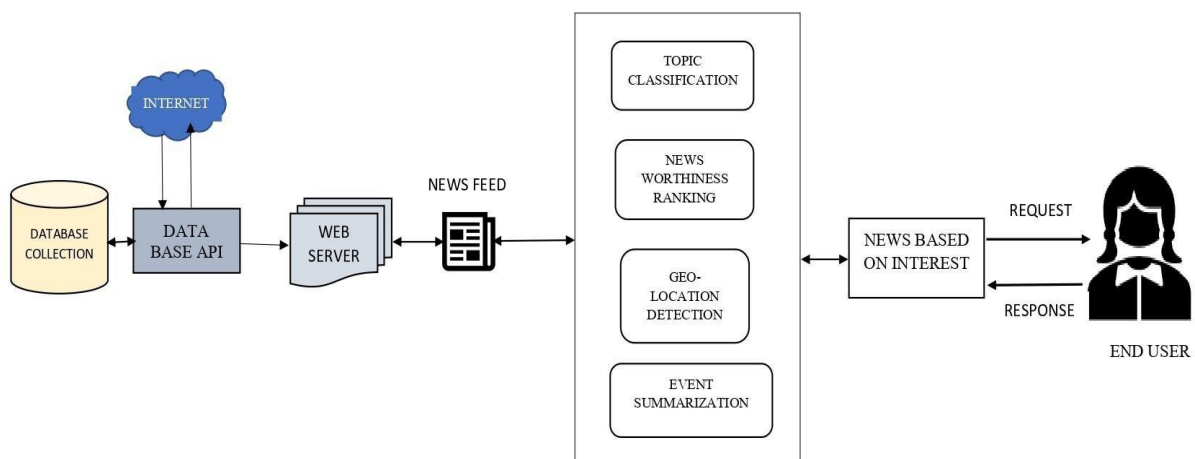 INTERNET
DATABASE
COLLECTION
DATA
BASE API
WEB
SERVER
NEWS FEED
TOPIC
CLASSIFICATION
NEWS
WORTHINESS
RANKING
GEO-
LOCATION
DETECTION
EVENT
SUMMARIZATION
NEWS BASED
ON INTEREST
REQUEST
RESPONSE
END USER